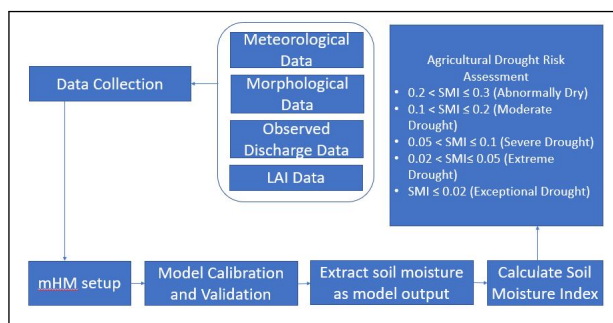 Meteorological
Data
Morphological
Data
Observed
Discharge Data
LAI Data
Data Collection
Agricultural Drought Risk
Assessment
• 0.2 < SMI ≤ 0.3 (Abnormally Dry)
• 0.1 < SMI ≤ 0.2 (Moderate
Drought)
• 0.05 < SMI ≤ 0.1 (Severe Drought)
• 0.02 < SMI≤ 0.05 (Extreme
Drought)
• SMI ≤ 0.02 (Exceptional Drought)
mHM setup
Model Calibration
and Validation
Extract soil moisture
as model output
Calculate Soil
Moisture Index